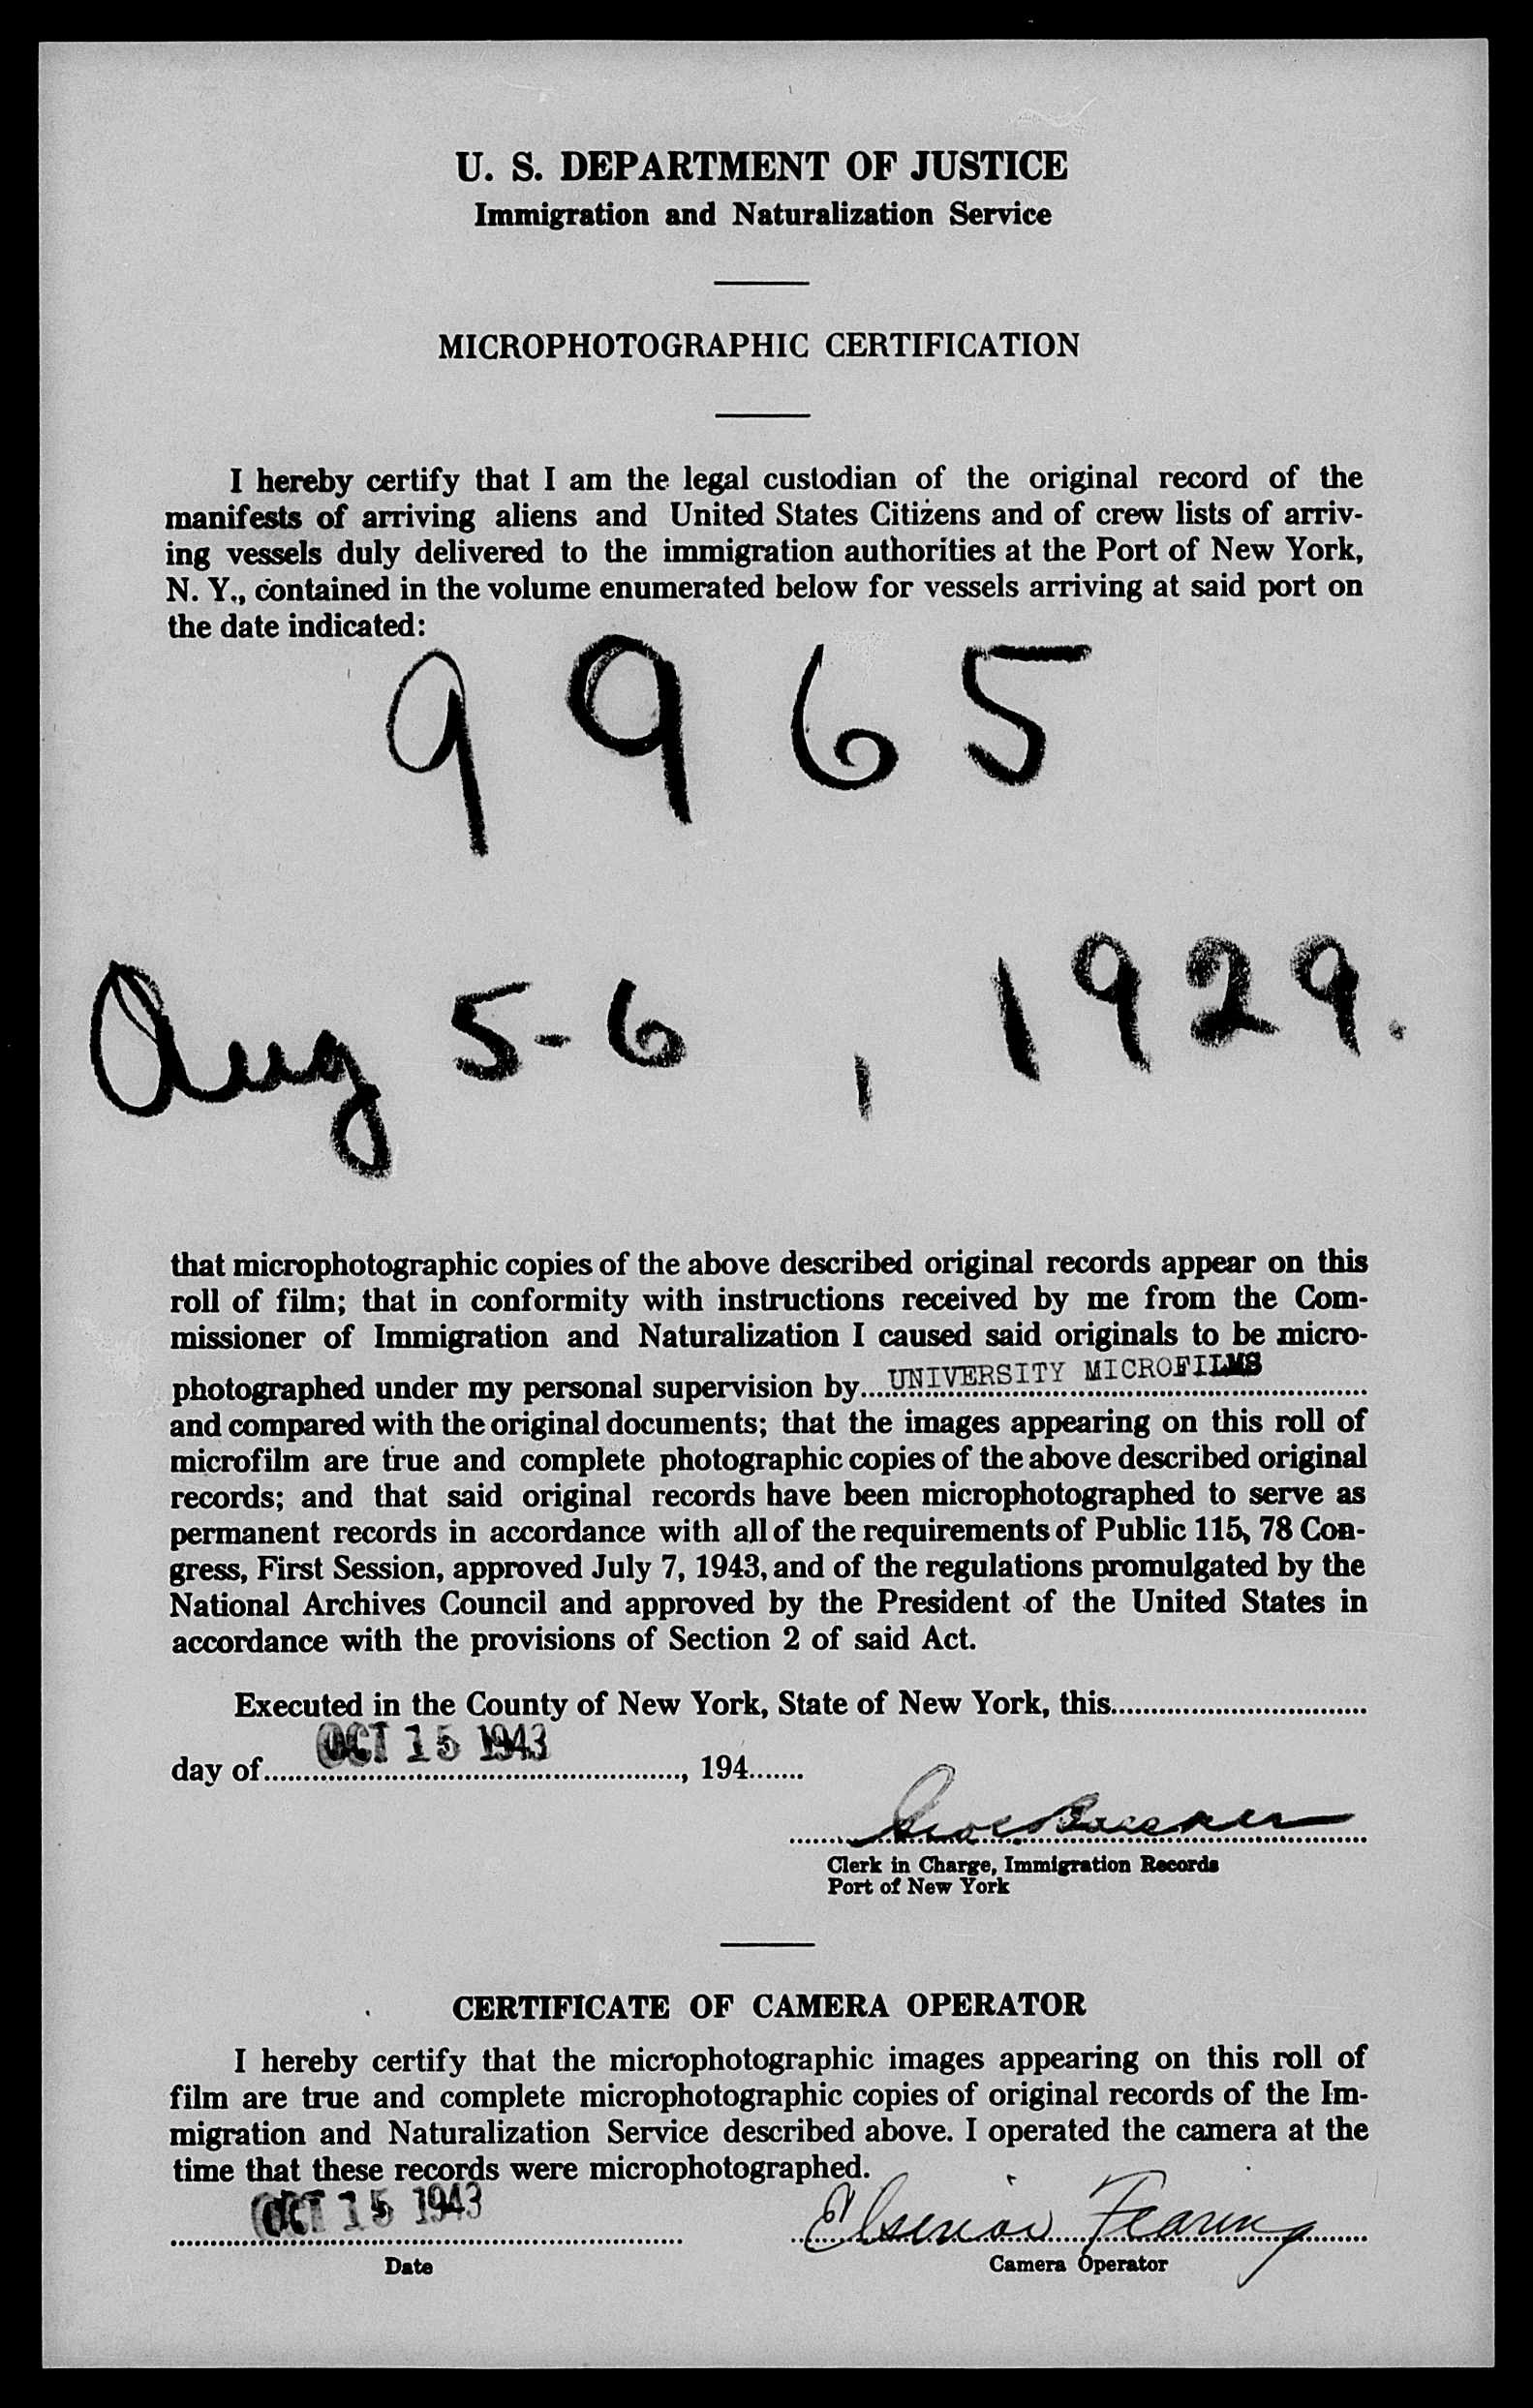 U. S. DEPARTMENT OF JUSTICE
Immigration and Naturalization Service
MICROPHOTOGRAPHIC CERTIFICATION
I hereby certify that I am the legal custodian of the original record of the
manifests of arriving aliens and United States Citizens and of crew lists of arriv-
ing vessels duly delivered to the immigration authorities at the Port of New York,
N. Y., contained in the volume enumerated below for vessels arriving at said port on
the date indicated:
9965
Aug 5-6, 1929.
that microphotographic copies of the above described original records appear on this
roll of film; that in conformity with instructions received by me from the Com-
missioner of Immigration and Naturalization I caused said originals to be micro-
photographed under my personal supervision by....UNIVERSITY MICROFILMS
and compared with the original documents; that the images appearing on this roll of
microfilm are true and complete photographic copies of the above described original
records; and that said original records have been microphotographed to serve as
permanent records in accordance with all of the requirements of Public 115, 78 Con-
gress, First Session, approved July 7, 1943, and of the regulations promulgated by the
National Archives Council and approved by the President of the United States in
accordance with the provisions of Section 2 of said Act.
Executed in the County of New York, State of New York, this................................
day of....OCT 15 1943...., 194.......
Clerk in Charge, Immigration Records
Port of New York
CERTIFICATE OF CAMERA OPERATOR
I hereby certify that the microphotographic images appearing on this roll of
film are true and complete microphotographic copies of original records of the Im-
migration and Naturalization Service described above. I operated the camera at the
time that these records were microphotographed.
OCT 15 1943 Fearing
Date Camera Operator